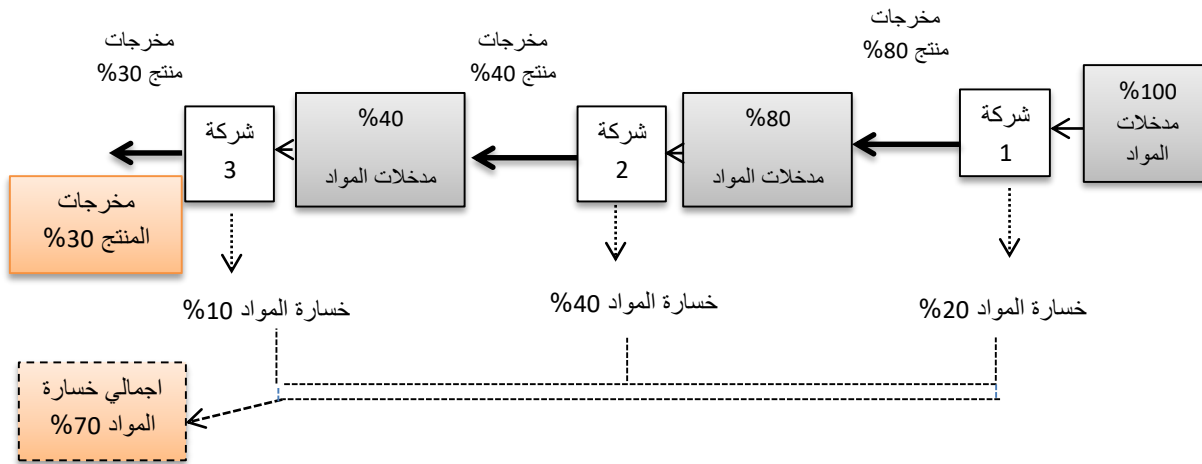 مخرجات
منتج 80%
مخرجات
منتج 40%
مخرجات
منتج 30%
100%
مدخلات
المواد
شركة
1
80%
مدخلات المواد
شركة
2
40%
مدخلات المواد
شركة
3
مخرجات
المنتج 30%
خسارة المواد 20%
خسارة المواد 40%
خسارة المواد 10%
اجمالي خسارة
المواد 70%